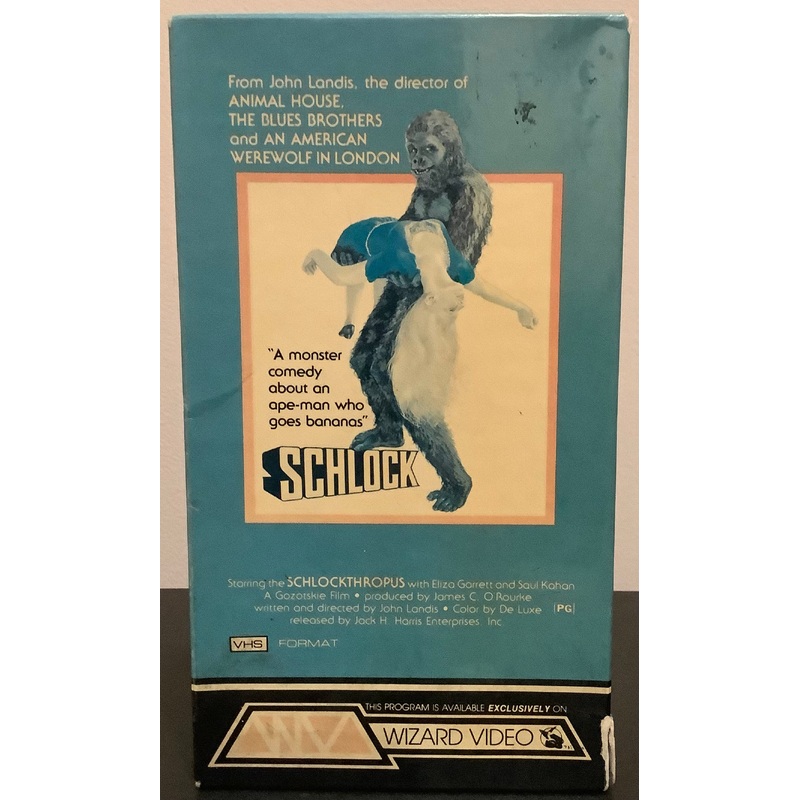 From John Landis, the director of
ANIMAL HOUSE,
THE BLUES BROTHERS
and AN AMERICAN
WEREWOLF IN LONDON
"A monster
comedy
about an
ape-man who
goes bananas"
SCHLOCK
Starring the SCHLOCKTHROPUS with Eliza Garrett and Saul Kahan
A Gazotskie Film • produced by James C. O'Rourke
written and directed by John Landis • Color by De Luxe PG
released by Jack H. Harris Enterprises, Inc.
VHS FORMAT
THIS PROGRAM IS AVAILABLE EXCLUSIVELY ON
WV WIZARD VIDEO